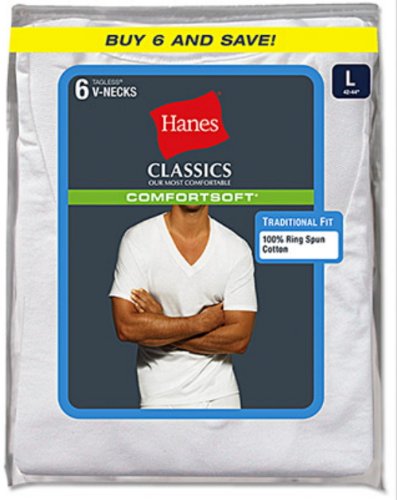 BUY 6 AND SAVE!
6 TAGLESS®
V-NECKS
L
42-44"
Hanes
CLASSICS
OUR MOST COMFORTABLE
COMFORTSOFT®
TRADITIONAL FIT
100% Ring Spun
Cotton